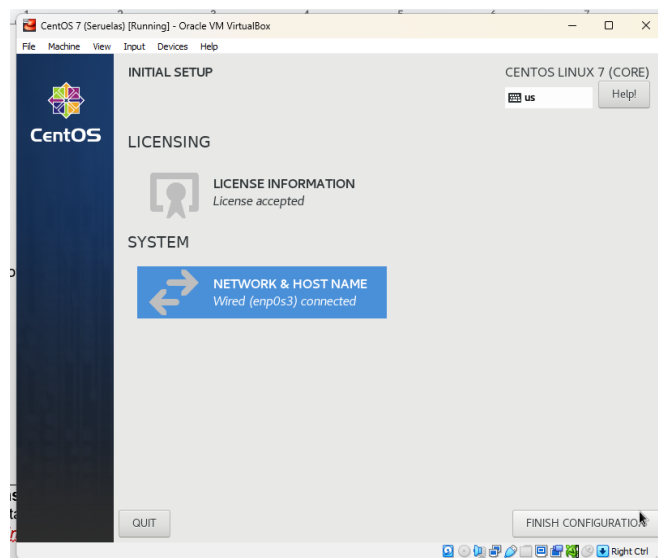 CentOS 7 (Seruelas) [Running] - Oracle VM VirtualBox
File Machine View Input Devices Help
INITIAL SETUP
CENTOS LINUX 7 (CORE)
us
Help!
CentOS
LICENSING
LICENSE INFORMATION
License accepted
SYSTEM
NETWORK & HOST NAME
Wired (enp0s3) connected
QUIT
FINISH CONFIGURATION
Right Ctrl